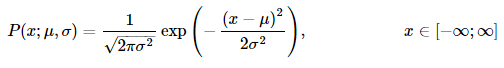 P(x; μ, σ) = 1/√(2πσ²) exp(−(x − μ)²/2σ²), x ∈ [−∞; ∞]